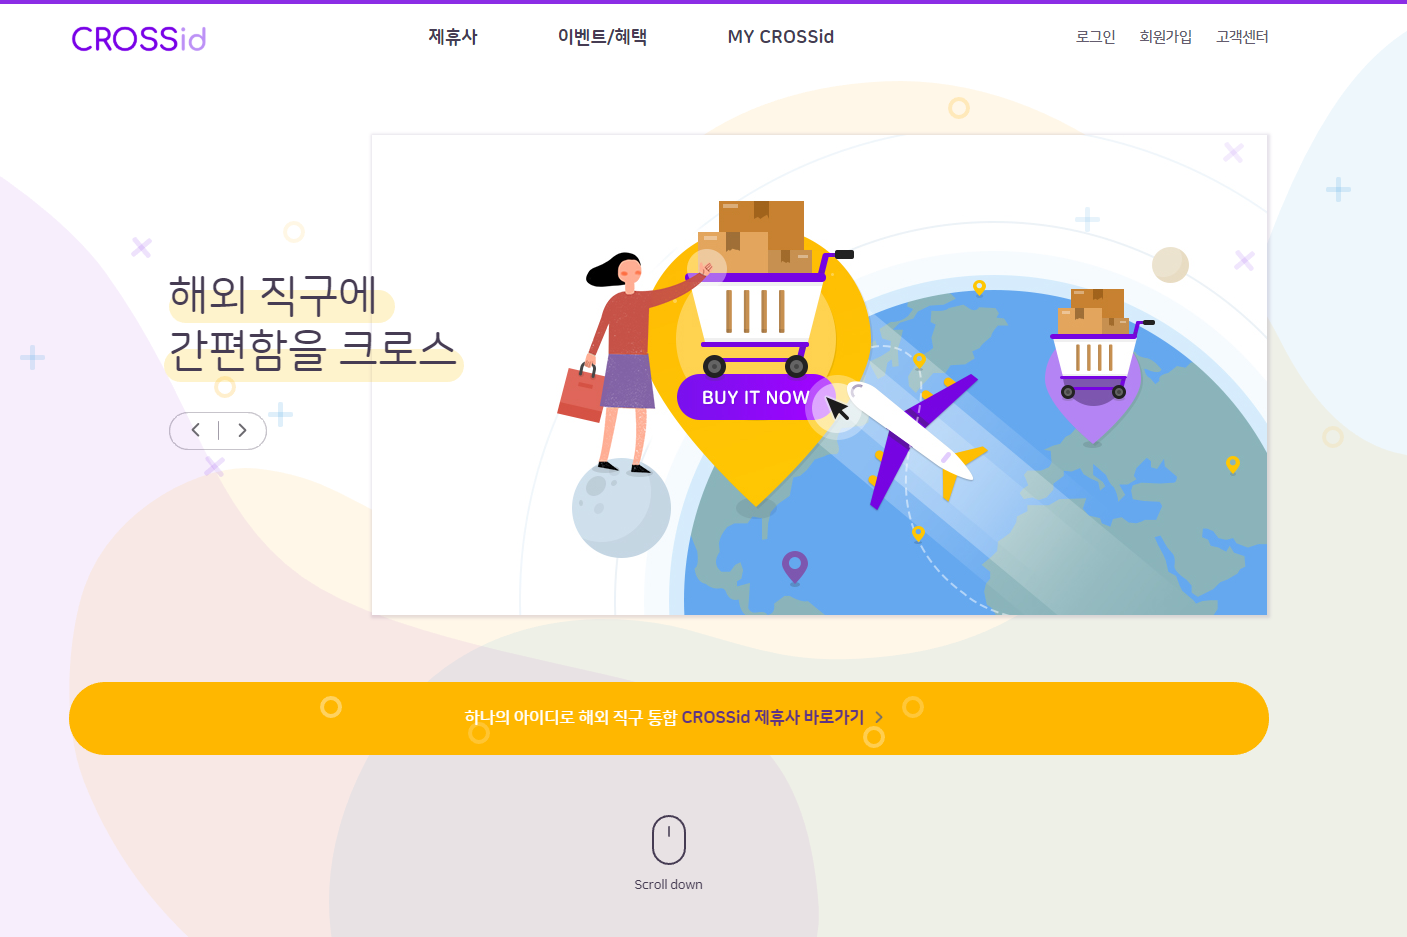 CROSSid
제휴사
이벤트/혜택
MY CROSSid
로그인
회원가입
고객센터
해외 직구에
간편함을 크로스
BUY IT NOW
하나의 아이디로 해외 직구 통합 CROSSid 제휴사 바로가기
Scroll down